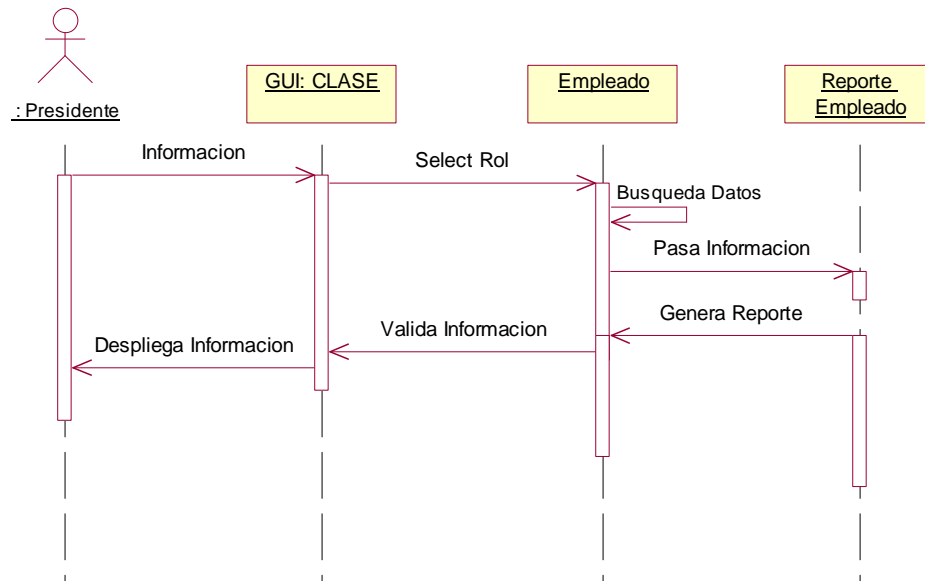 : Presidente
GUI: CLASE
Empleado
Reporte
Empleado
Informacion
Select Rol
Busqueda Datos
Pasa Informacion
Genera Reporte
Valida Informacion
Despliega Informacion